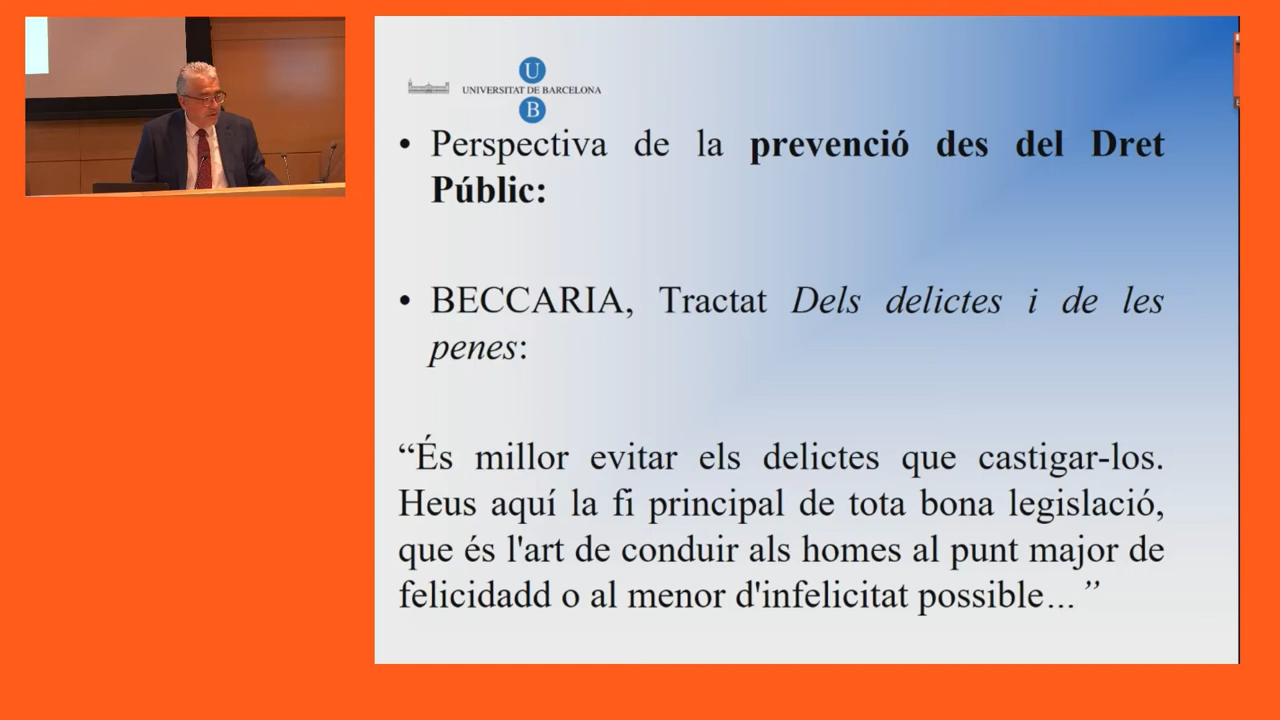 U
UNIVERSITAT DE BARCELONA
B
• Perspectiva de la prevenció des del Dret
Públic:
• BECCARIA, Tractat Dels delictes i de les
penes:
“És millor evitar els delictes que castigar-los.
Heus aquí la fi principal de tota bona legislació,
que és l'art de conduir als homes al punt major de
felicidadd o al menor d'infelicitat possible... ”